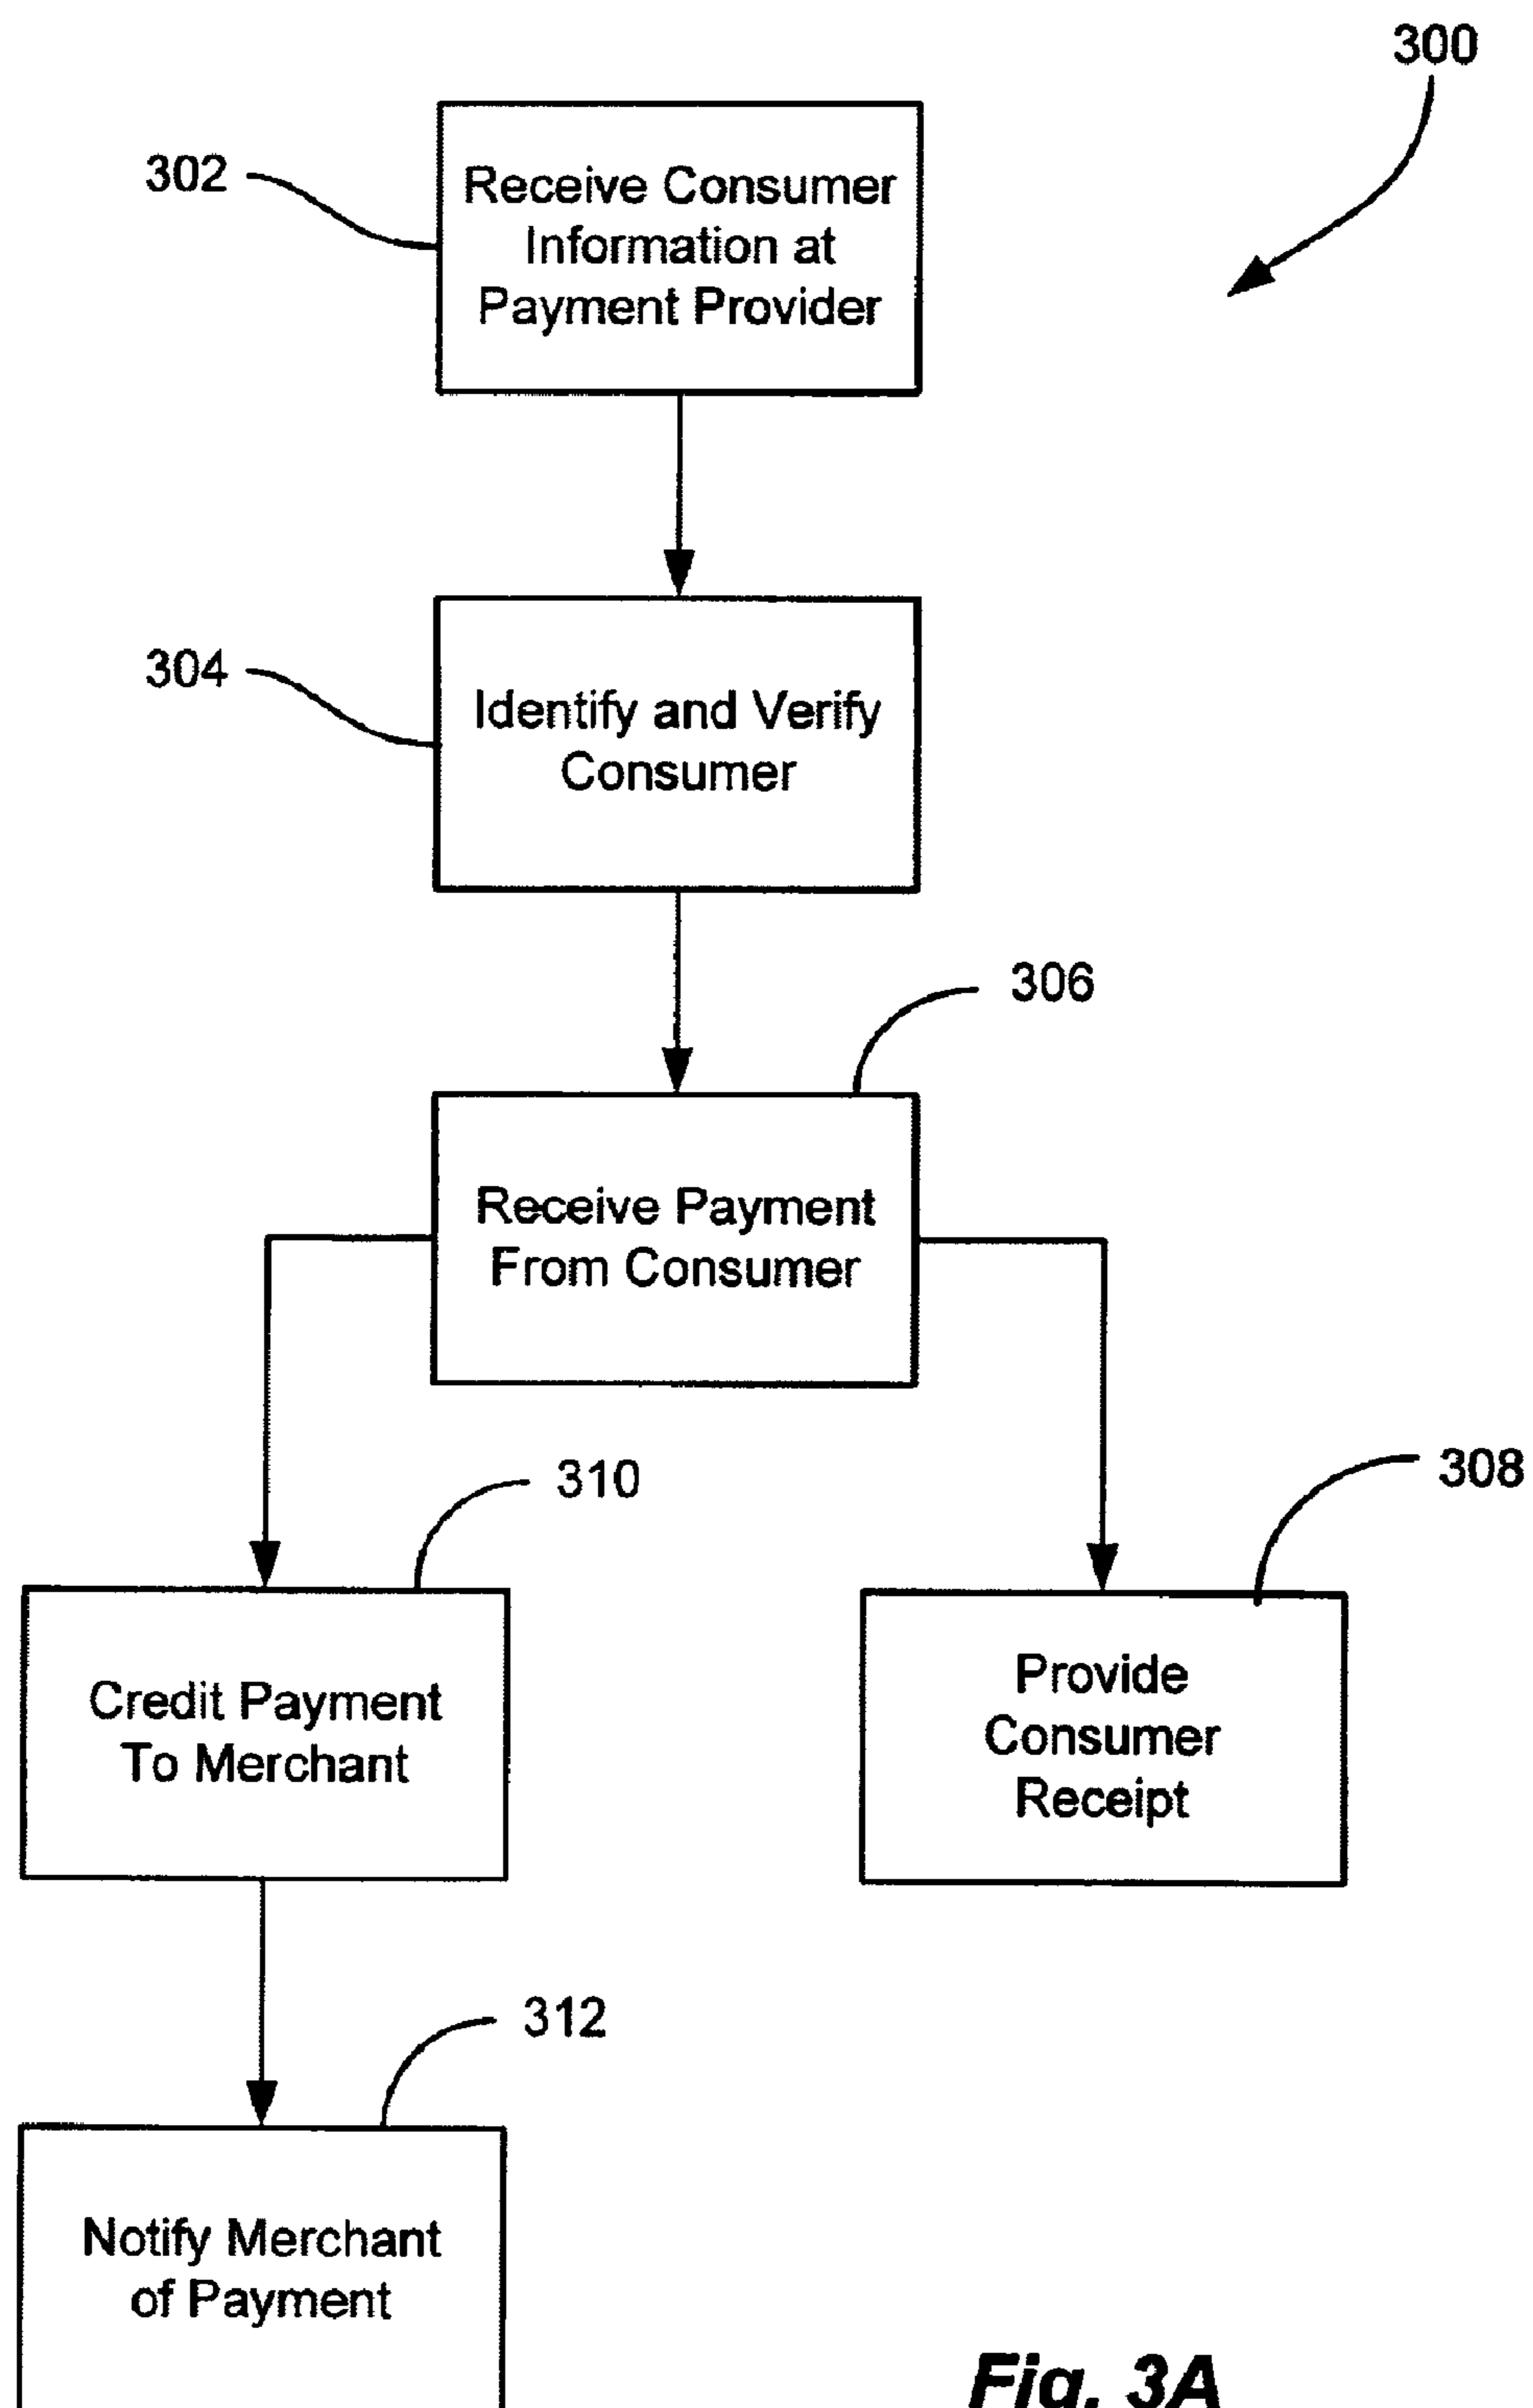 300
302
Receive Consumer
Information at
Payment Provider
304
Identify and Verify
Consumer
306
Receive Payment
From Consumer
310
308
Credit Payment
To Merchant
Provide
Consumer
Receipt
312
Notify Merchant
of Payment
Fig. 3A